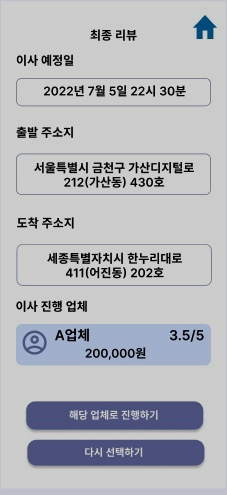 최종 리뷰
이사 예정일
2022년 7월 5일 22시 30분
출발 주소지
서울특별시 금천구 가산디지털로
212(가산동) 430호
도착 주소지
세종특별자치시 한누리대로
411(어진동) 202호
이사 진행 업체
A업체 3.5/5
200,000원
해당 업체로 진행하기
다시 선택하기